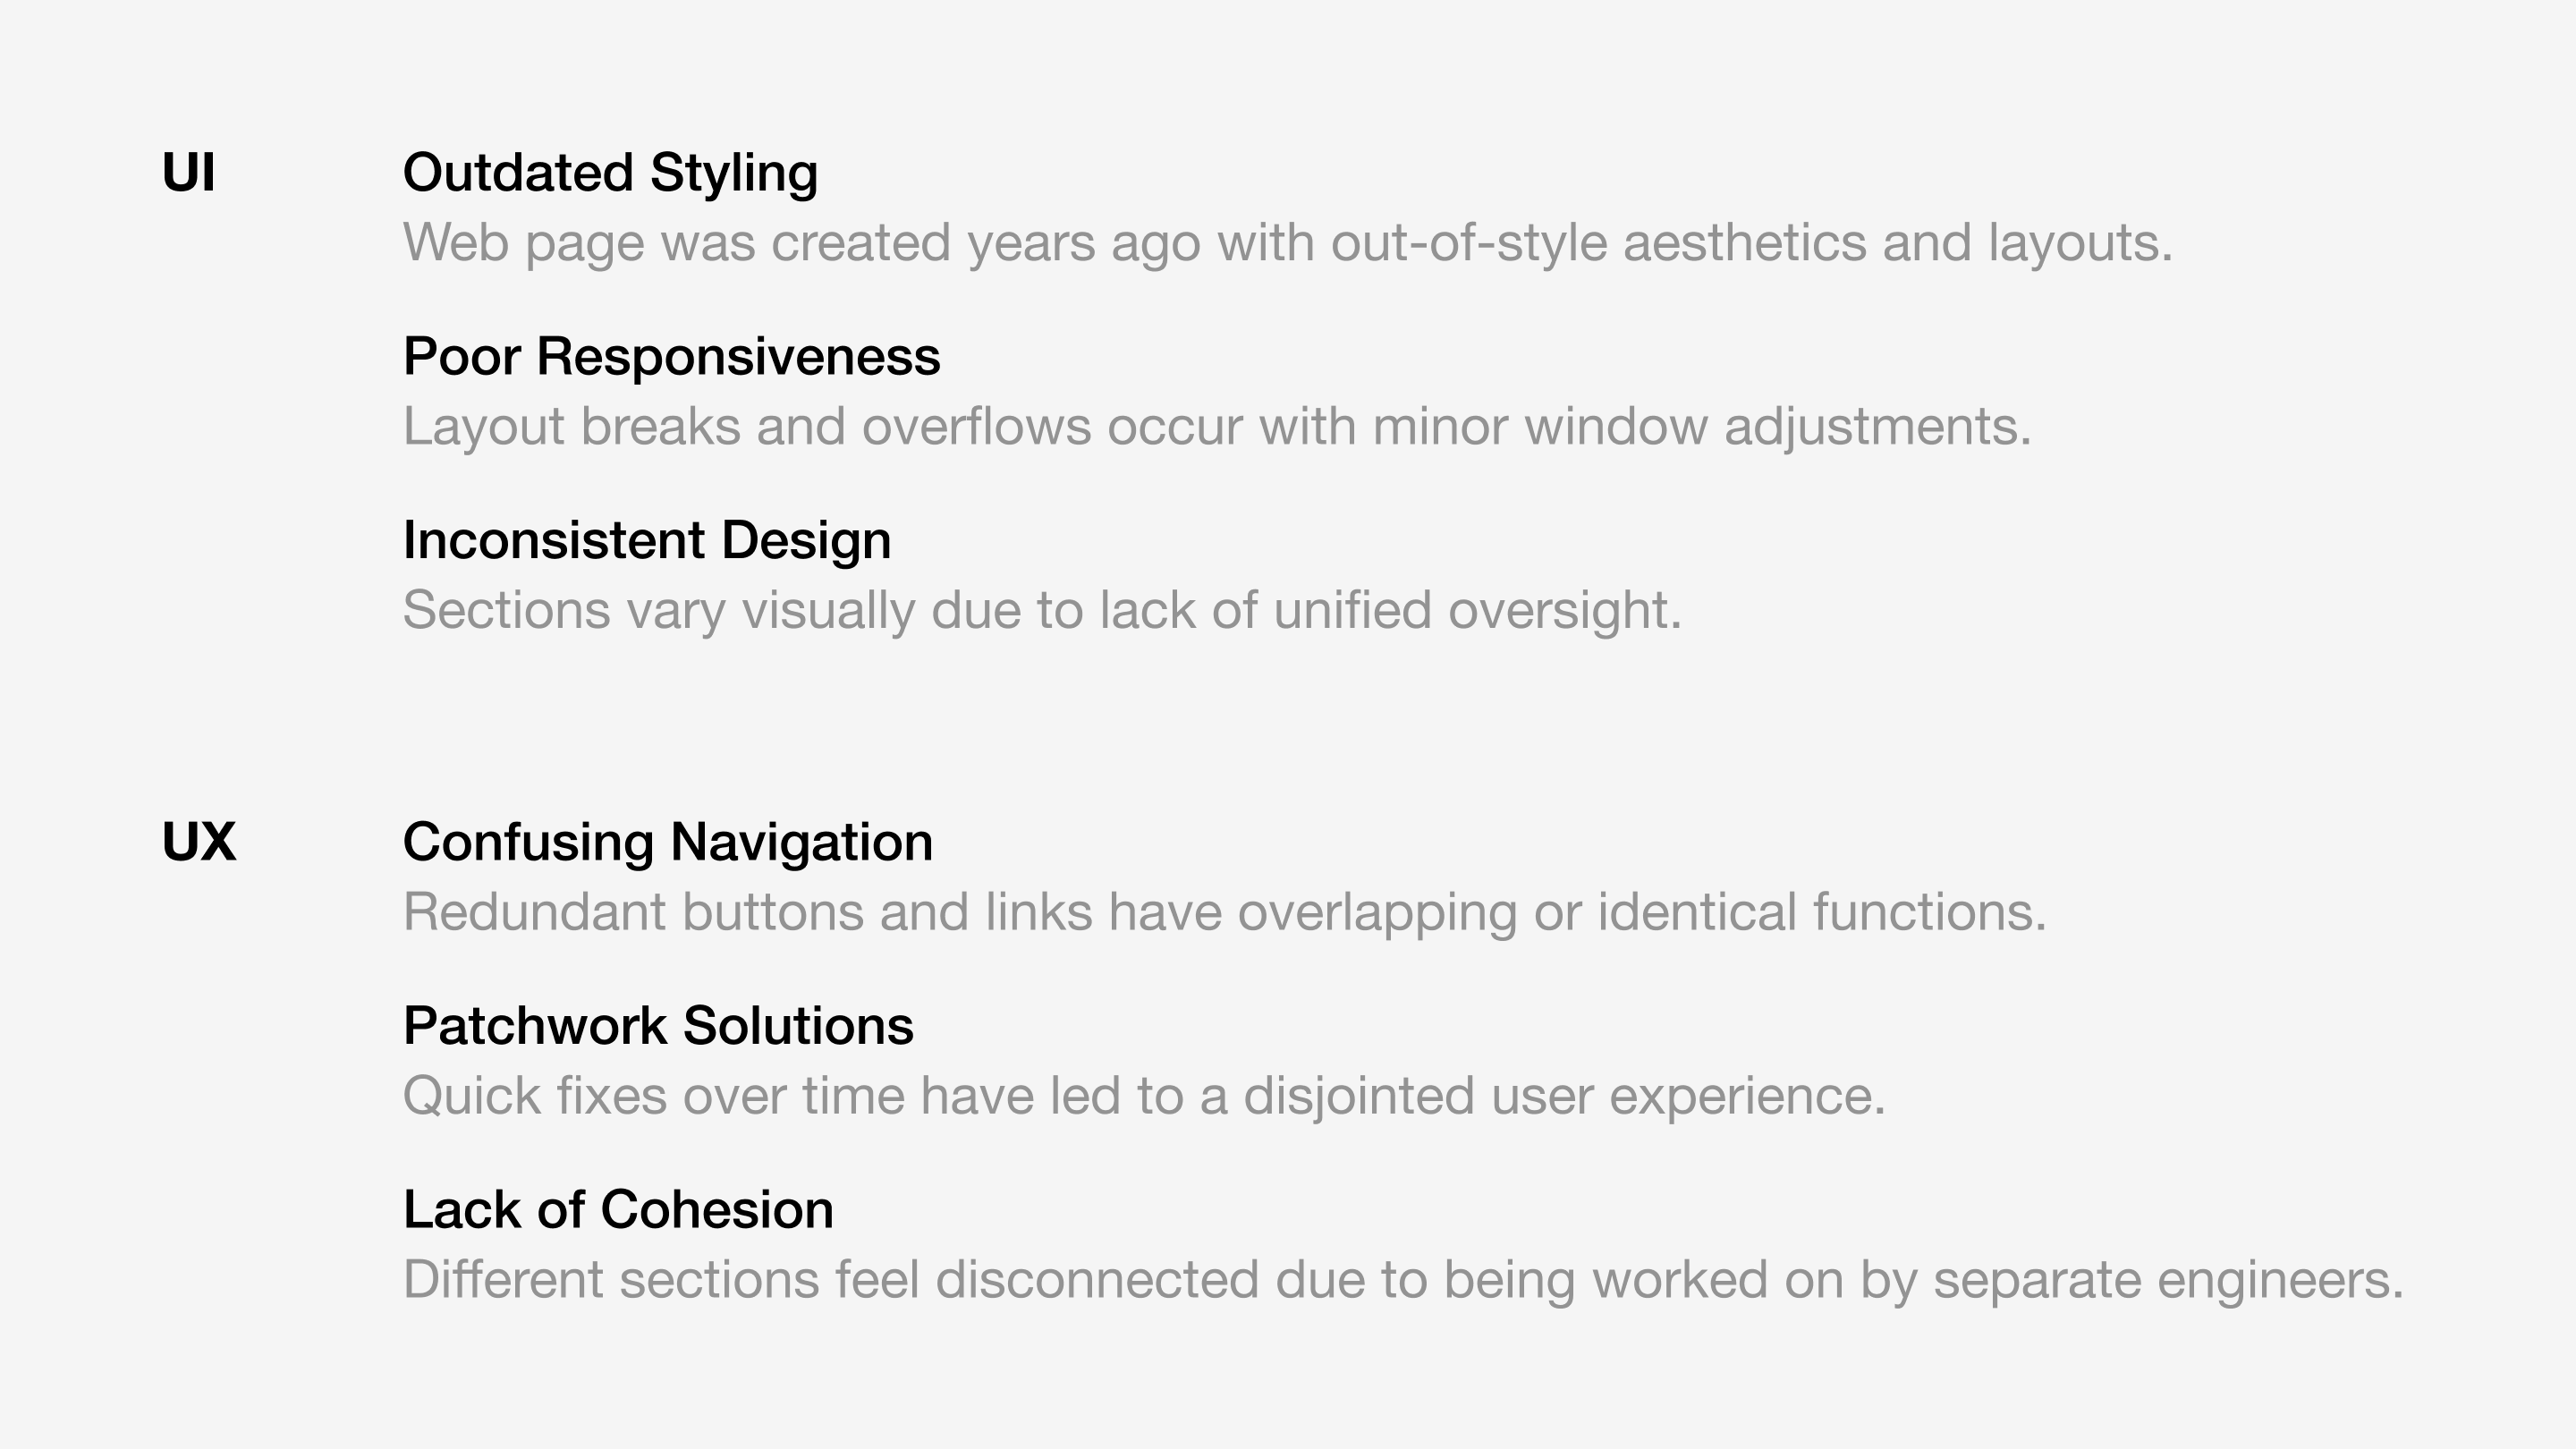 UI
Outdated Styling
Web page was created years ago with out-of-style aesthetics and layouts.
Poor Responsiveness
Layout breaks and overflows occur with minor window adjustments.
Inconsistent Design
Sections vary visually due to lack of unified oversight.
UX
Confusing Navigation
Redundant buttons and links have overlapping or identical functions.
Patchwork Solutions
Quick fixes over time have led to a disjointed user experience.
Lack of Cohesion
Different sections feel disconnected due to being worked on by separate engineers.